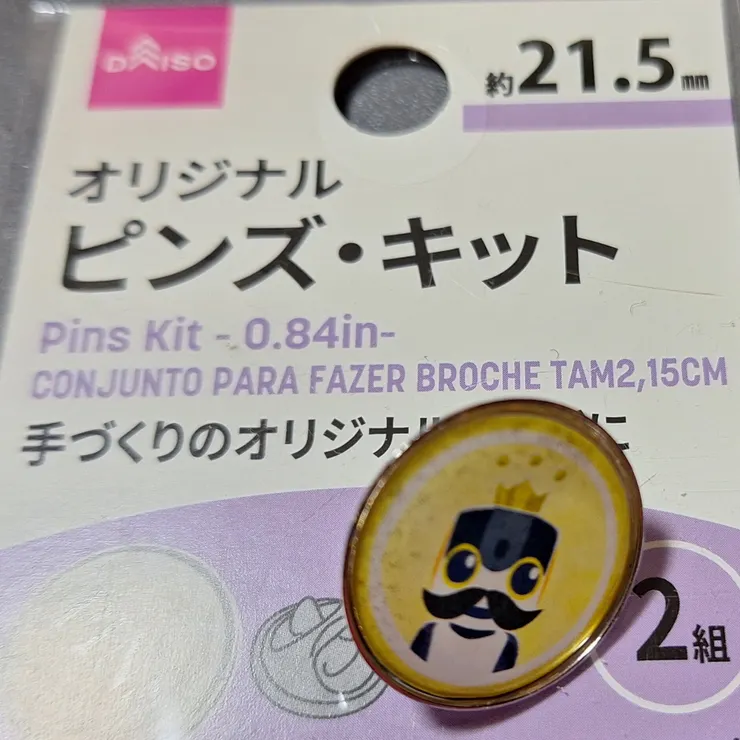 DAISO
約21.5mm
オリジナル
ピンズ・キット
Pins Kit - 0.84in-
CONJUNTO PARA FAZER BROCHE TAM2,15CM
手づくりのオリジナル
に
2組